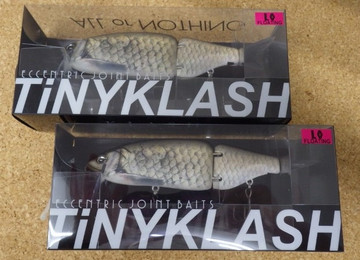 ALL or NOTHING
LO
FLOATING
ECCENTRIC JOINT BAITS
TiNYKLASH
LO
FLOATING
ECCENTRIC JOINT BAITS
TiNYKLASH